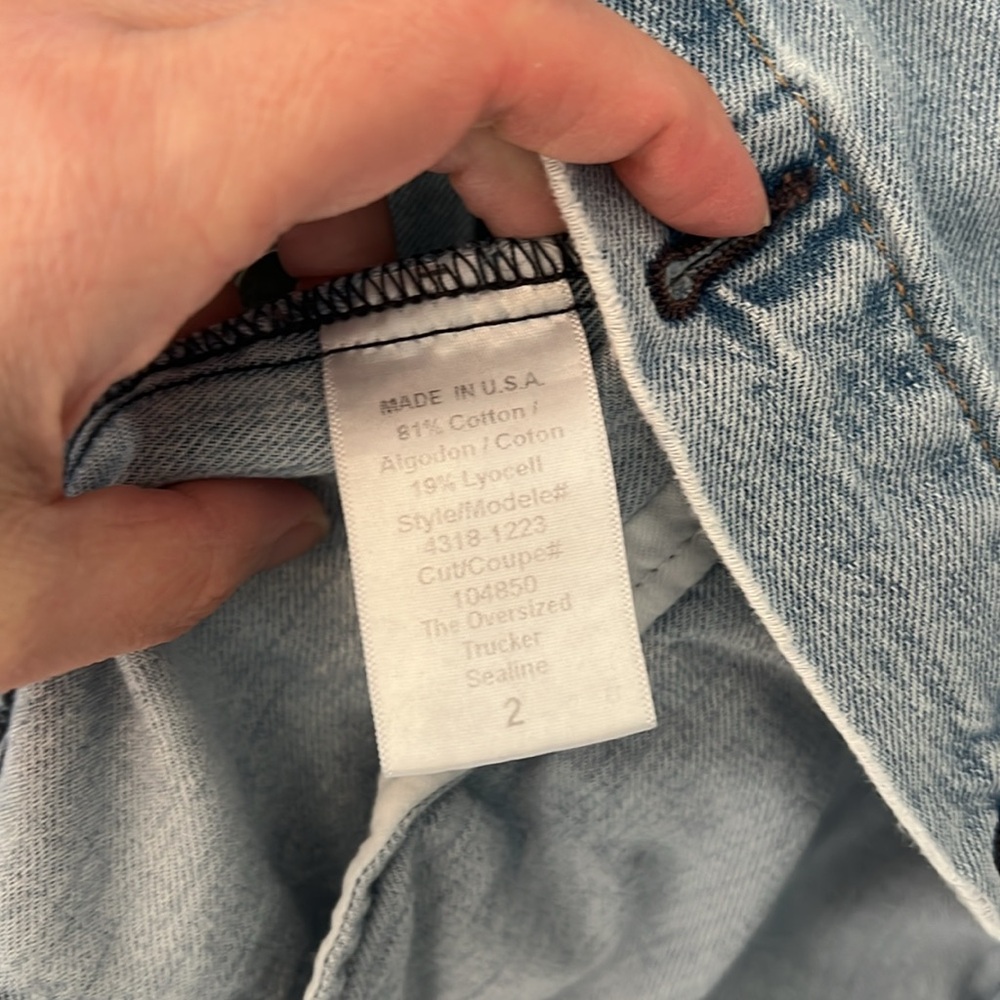 MADE IN U.S.A.
81% Cotton /
Algodon / Coton
19% Lyocell
Style/Modele#
4318-1223
Cut/Coupe#
104850
The Oversized
Trucker
Sealine
2